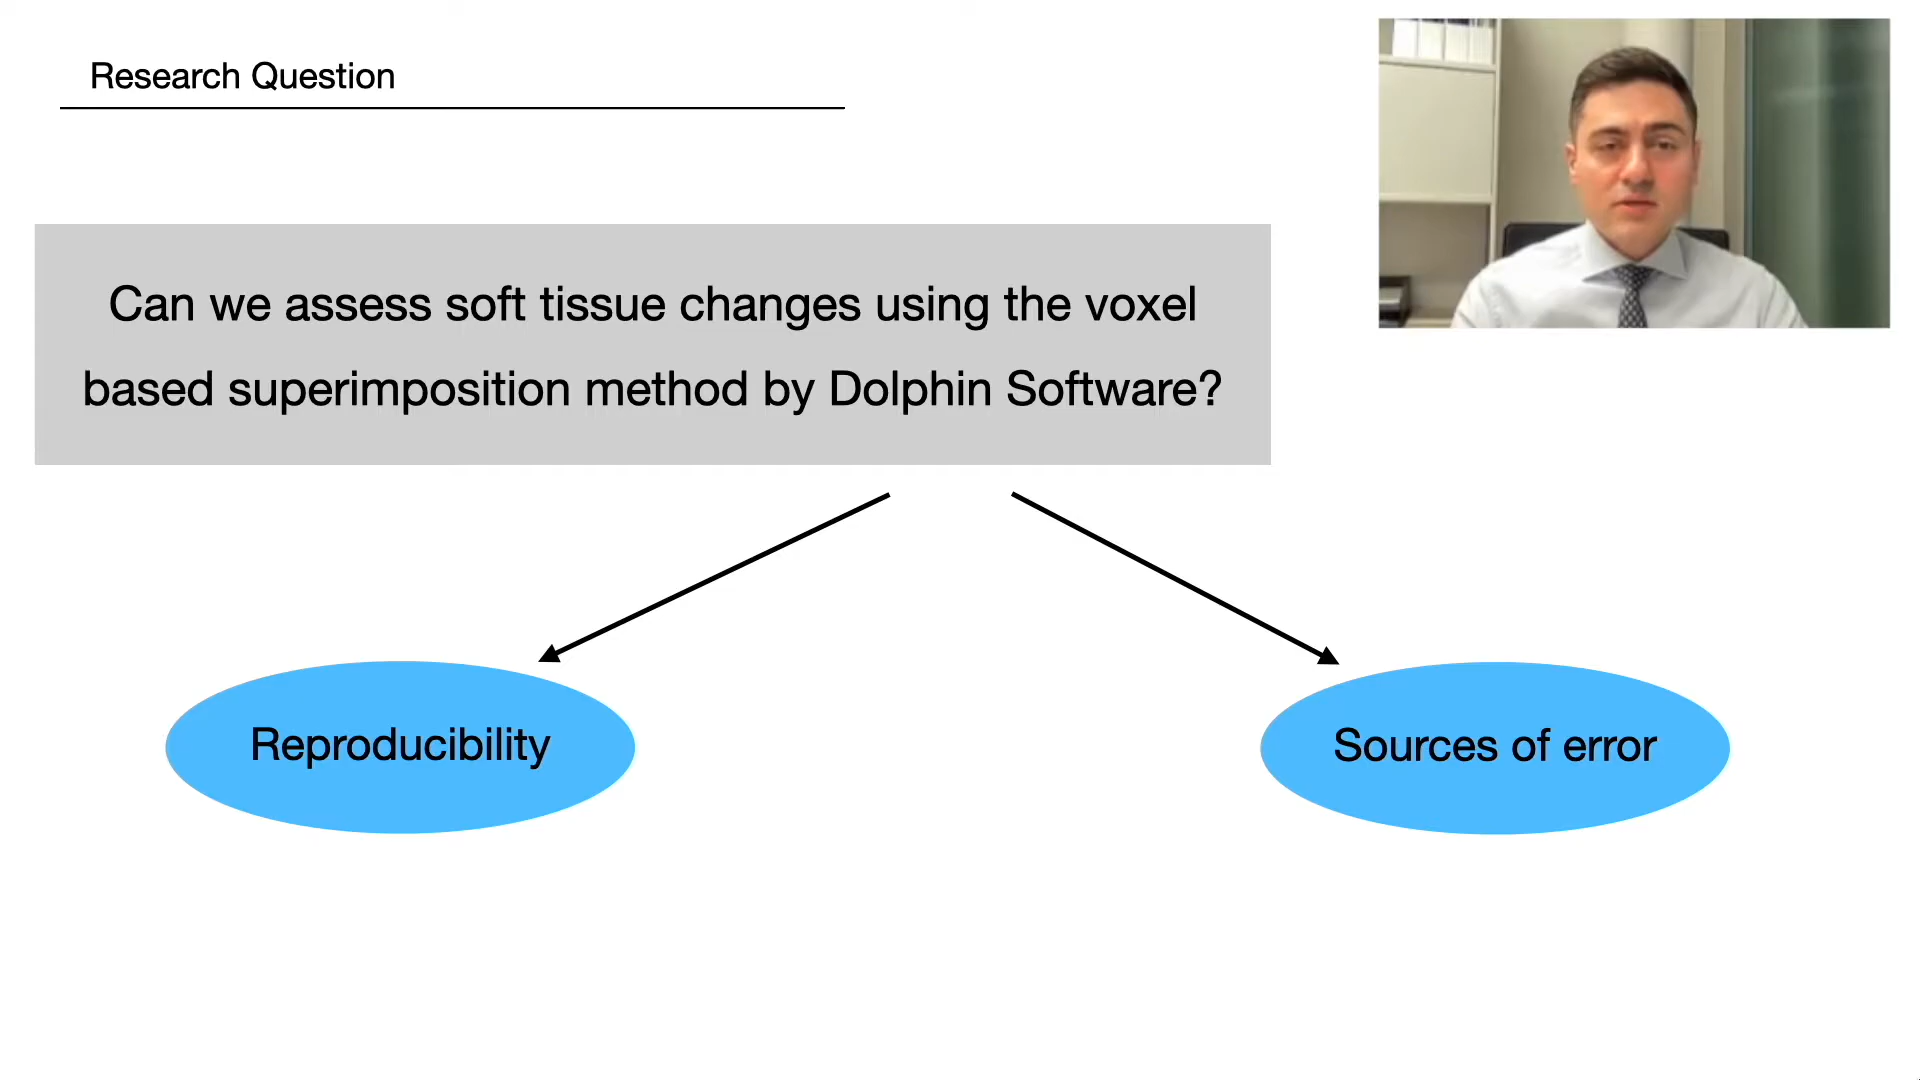 Research Question
Can we assess soft tissue changes using the voxel
based superimposition method by Dolphin Software?
Reproducibility
Sources of error